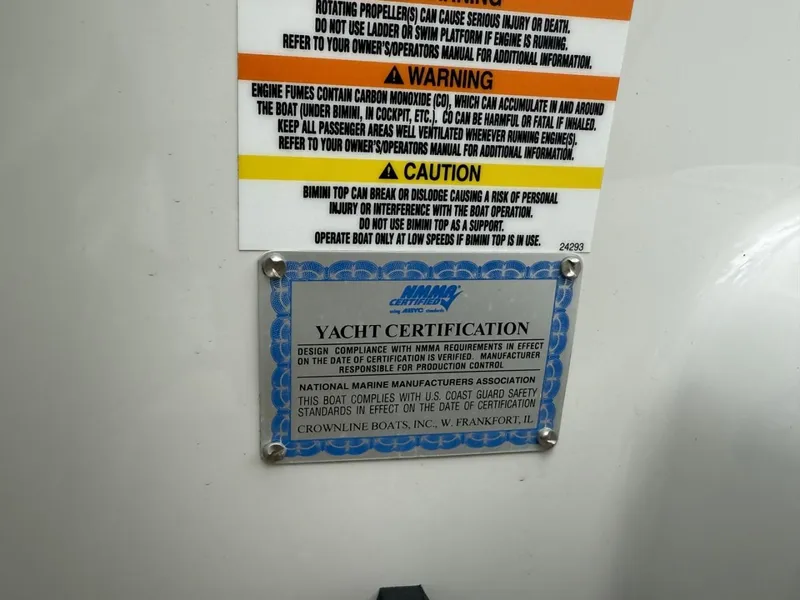 WARNING
ROTATING PROPELLER(S) CAN CAUSE SERIOUS INJURY OR DEATH.
DO NOT USE LADDER OR SWIM PLATFORM IF ENGINE IS RUNNING.
REFER TO YOUR OWNER'S/OPERATORS MANUAL FOR ADDITIONAL INFORMATION.
WARNING
ENGINE FUMES CONTAIN CARBON MONOXIDE (CO), WHICH CAN ACCUMULATE IN AND AROUND
THE BOAT (UNDER BIMINI, IN COCKPIT, ETC.). CO CAN BE HARMFUL OR FATAL IF INHALED.
KEEP ALL PASSENGER AREAS WELL VENTILATED WHENEVER RUNNING ENGINE(S).
REFER TO YOUR OWNER'S/OPERATORS MANUAL FOR ADDITIONAL INFORMATION.
CAUTION
BIMINI TOP CAN BREAK OR DISLODGE CAUSING A RISK OF PERSONAL
INJURY OR INTERFERENCE WITH THE BOAT OPERATION.
DO NOT USE BIMINI TOP AS A SUPPORT.
OPERATE BOAT ONLY AT LOW SPEEDS IF BIMINI TOP IS IN USE.
24293
NMMA
CERTIFIED
using ABYC standards
YACHT CERTIFICATION
DESIGN COMPLIANCE WITH NMMA REQUIREMENTS IN EFFECT
ON THE DATE OF CERTIFICATION IS VERIFIED. MANUFACTURER
RESPONSIBLE FOR PRODUCTION CONTROL
NATIONAL MARINE MANUFACTURERS ASSOCIATION
THIS BOAT COMPLIES WITH U.S. COAST GUARD SAFETY
STANDARDS IN EFFECT ON THE DATE OF CERTIFICATION
CROWNLINE BOATS, INC., W. FRANKFORT, IL